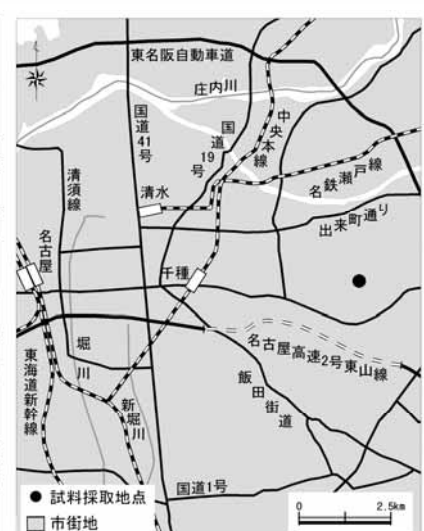 東名阪自動車道
庄内川
国道41号
国道19号
中央本線
名鉄瀬戸線
清須線
清水
出来町通り
名古屋
千種
名古屋高速2号東山線
東海道新幹線
堀川
新堀川
飯田街道
国道1号
● 試料採取地点
市街地
0 2.5km